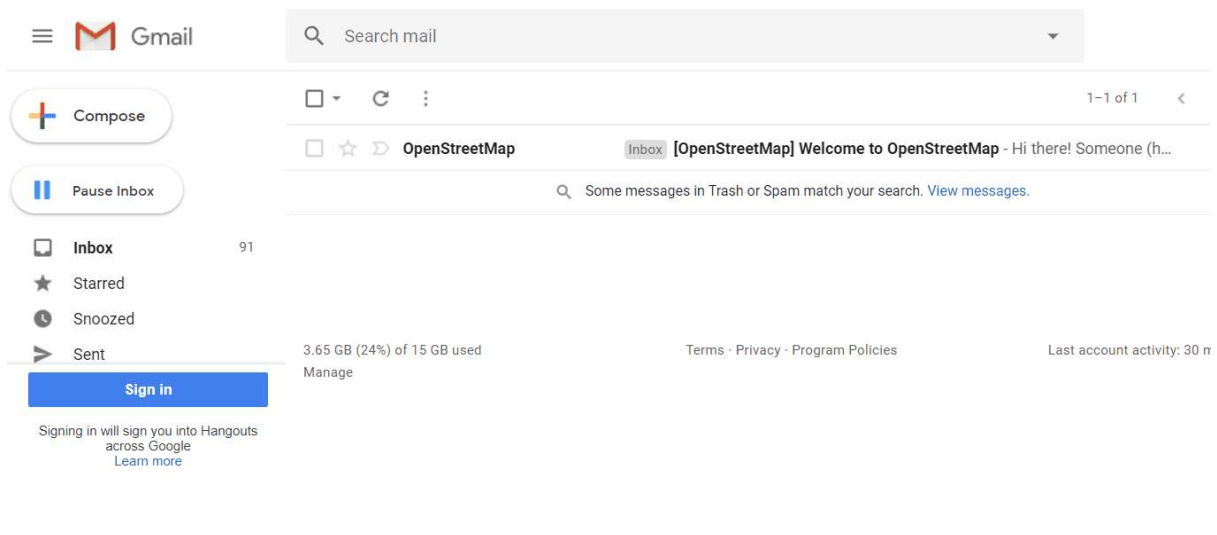 Gmail
Search mail
Compose
1–1 of 1
OpenStreetMap Inbox [OpenStreetMap] Welcome to OpenStreetMap - Hi there! Someone (h...
Pause Inbox
Some messages in Trash or Spam match your search. View messages.
Inbox 91
Starred
Snoozed
Sent
3.65 GB (24%) of 15 GB used
Manage
Terms · Privacy · Program Policies
Last account activity: 30 m
Sign in
Signing in will sign you into Hangouts
across Google
Learn more